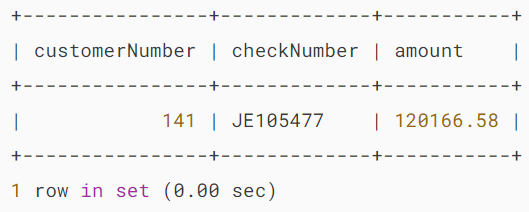 +----------------+-------------+-----------+
| customerNumber | checkNumber | amount    |
+----------------+-------------+-----------+
|            141 | JE105477    | 120166.58 |
+----------------+-------------+-----------+
1 row in set (0.00 sec)